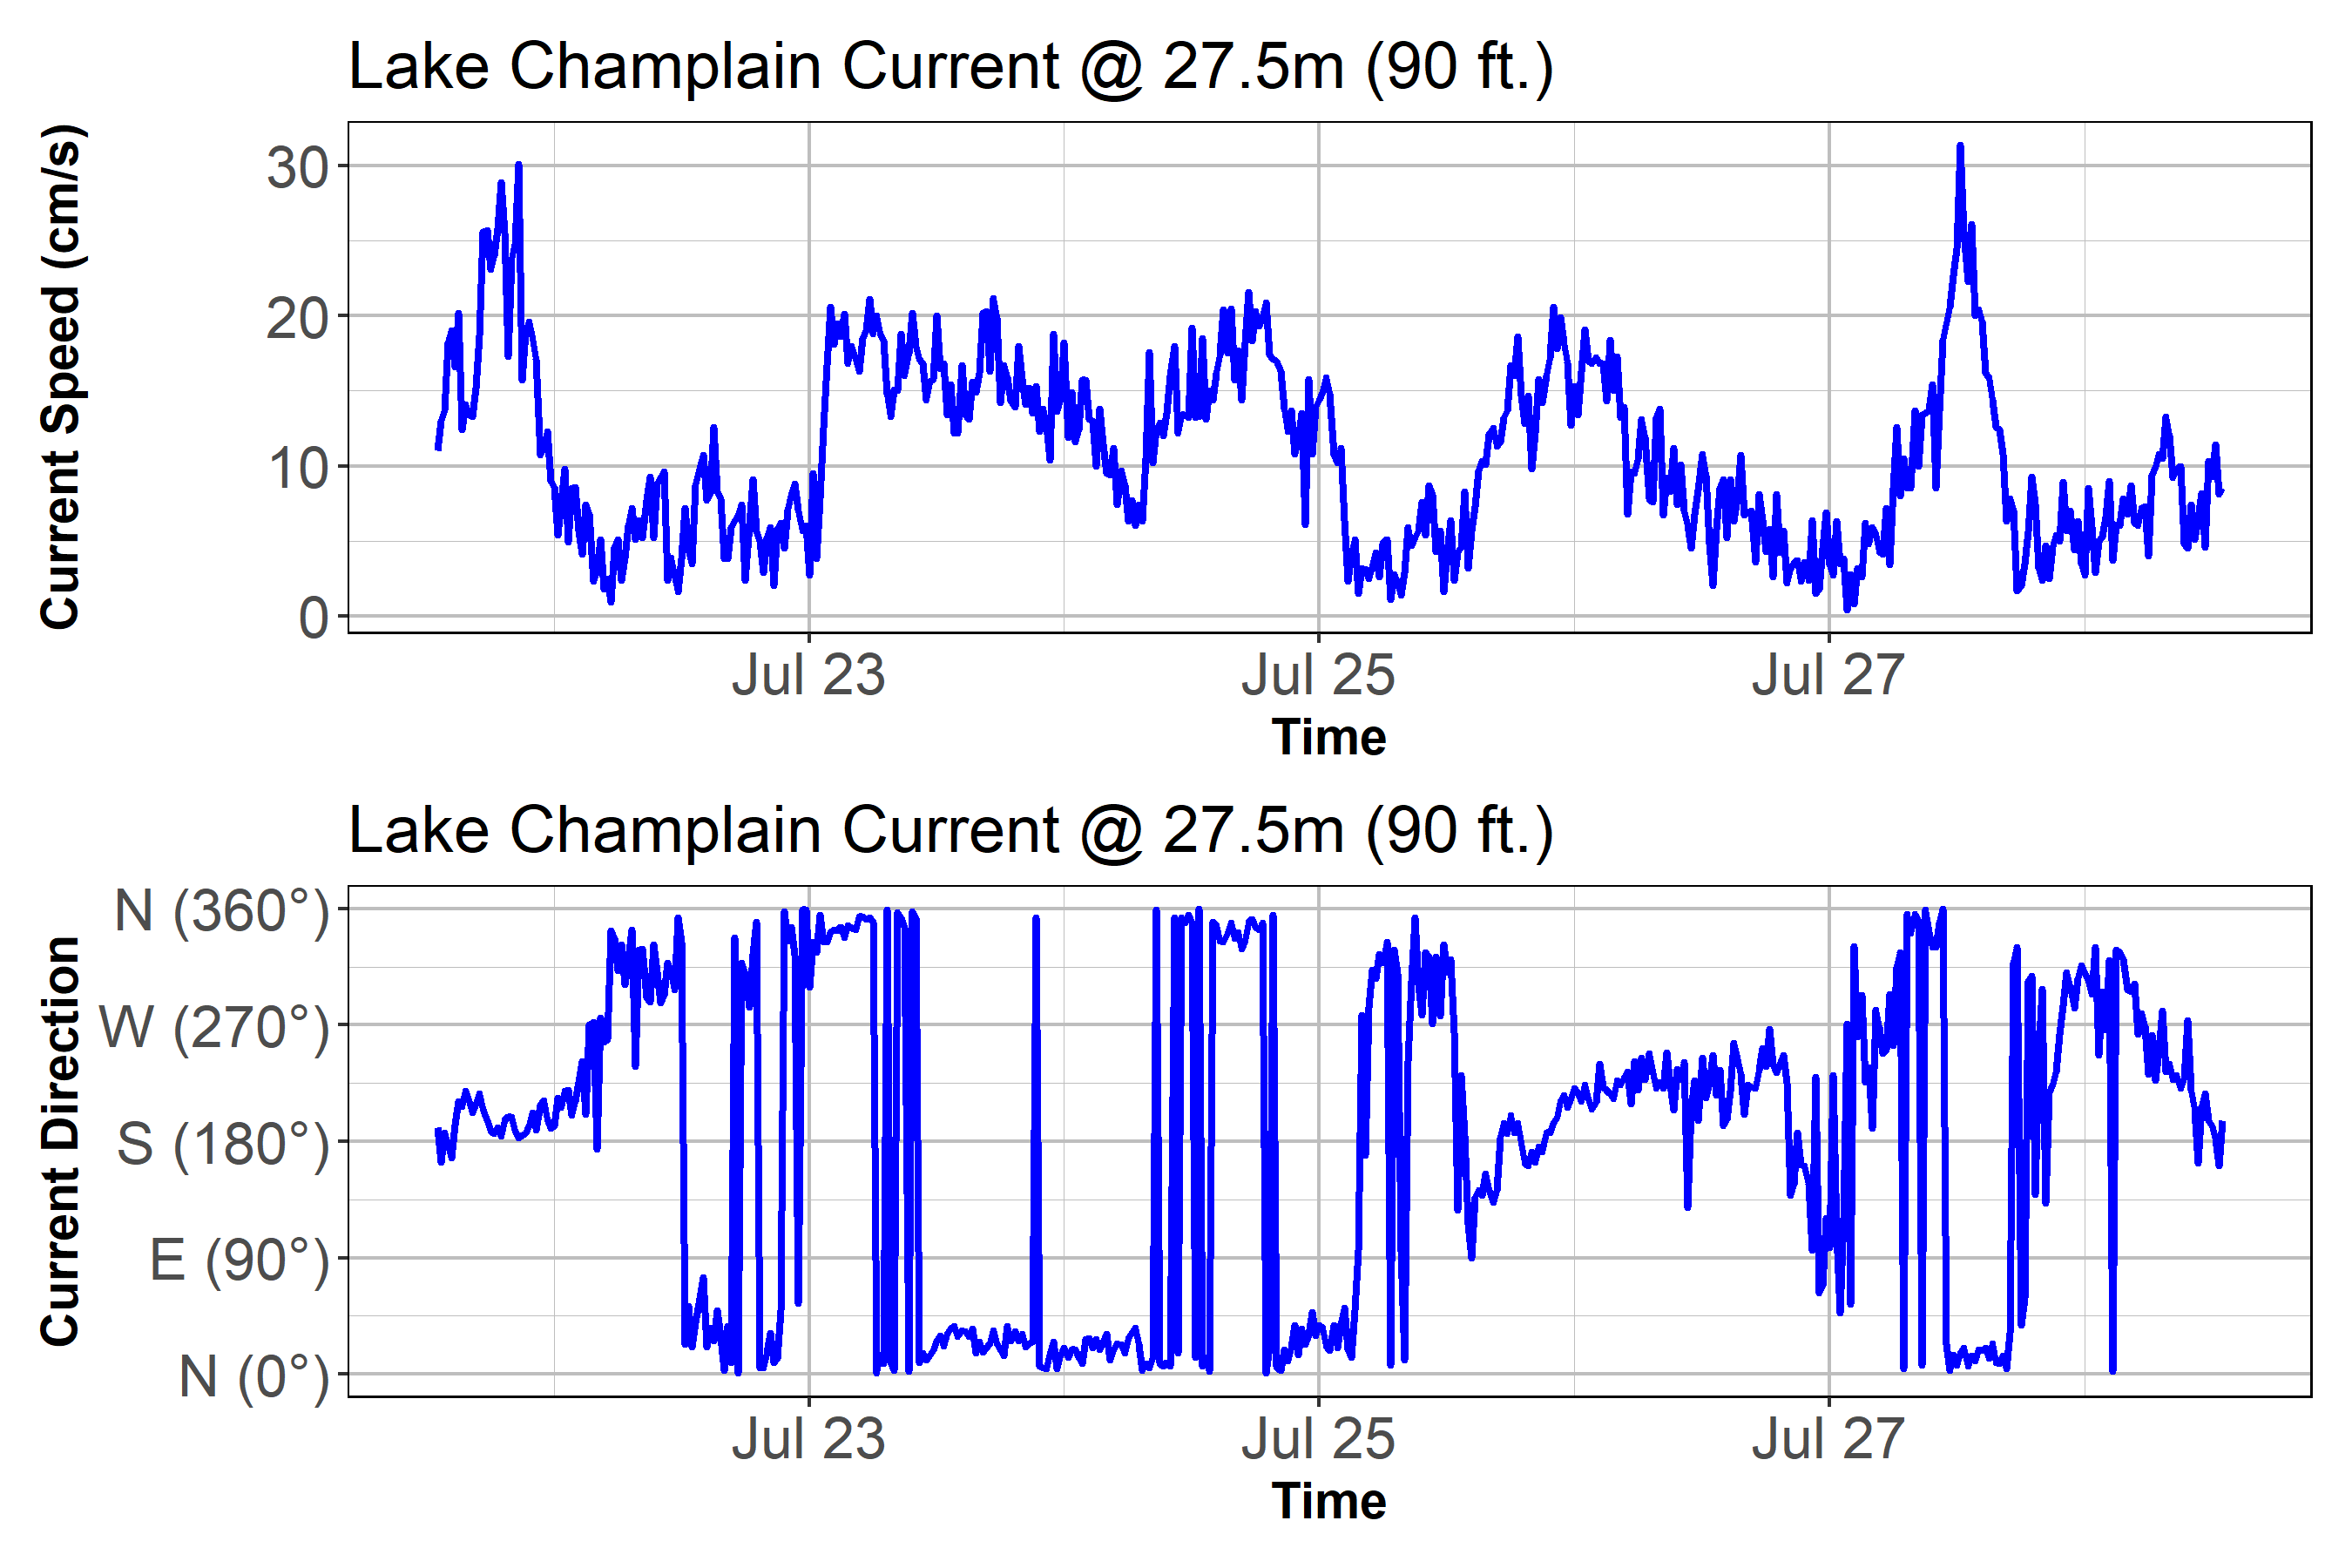 Lake Champlain Current @ 27.5m (90 ft.)
Current Speed (cm/s)
30
20
10
0
Jul 23 Jul 25 Jul 27
Time
Lake Champlain Current @ 27.5m (90 ft.)
Current Direction
N (360°)
W (270°)
S (180°)
E (90°)
N (0°)
Jul 23 Jul 25 Jul 27
Time